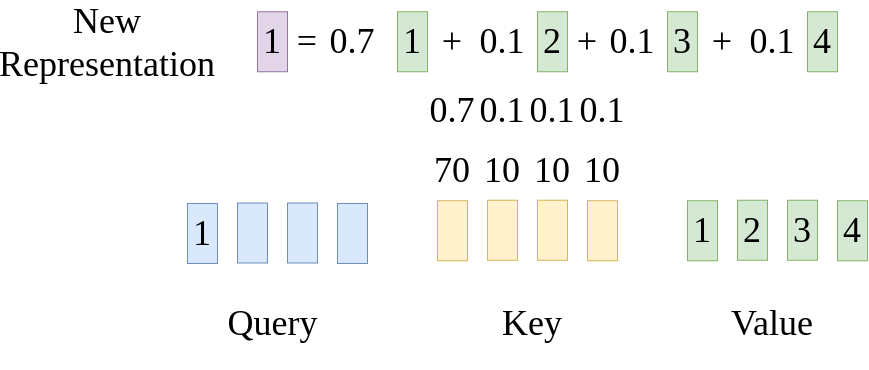 New
Representation
1 = 0.7 1 + 0.1 2 + 0.1 3 + 0.1 4
0.7 0.1 0.1 0.1
70 10 10 10
1
1 2 3 4
Query Key Value